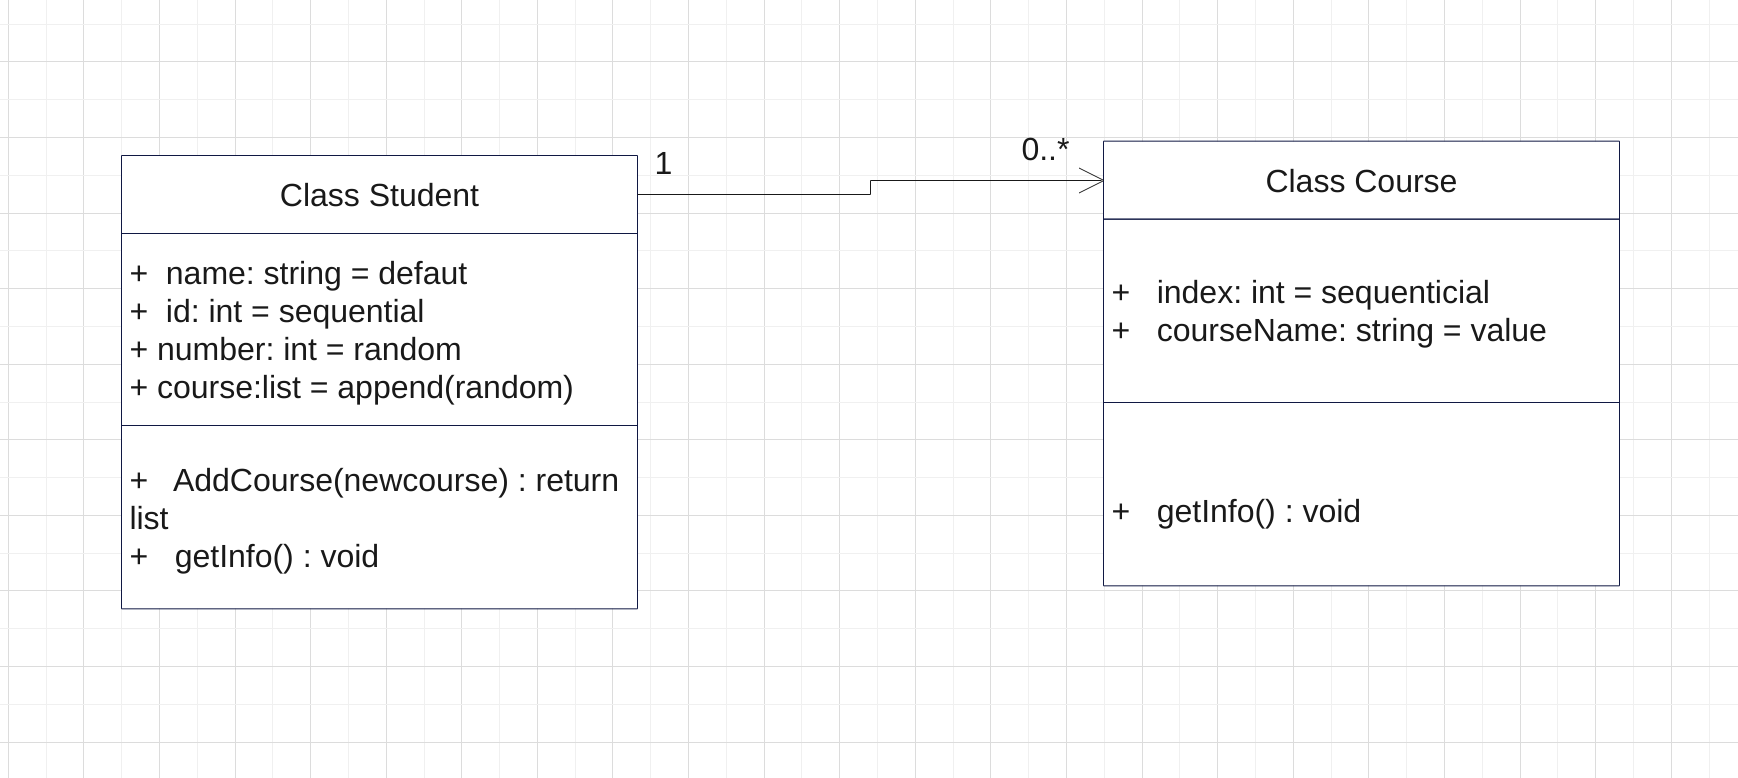 Class Student
+ name: string = defaut
+ id: int = sequential
+ number: int = random
+ course:list = append(random)
+ AddCourse(newcourse) : return
list
+ getInfo() : void
1
0..*
Class Course
+ index: int = sequenticial
+ courseName: string = value
+ getInfo() : void